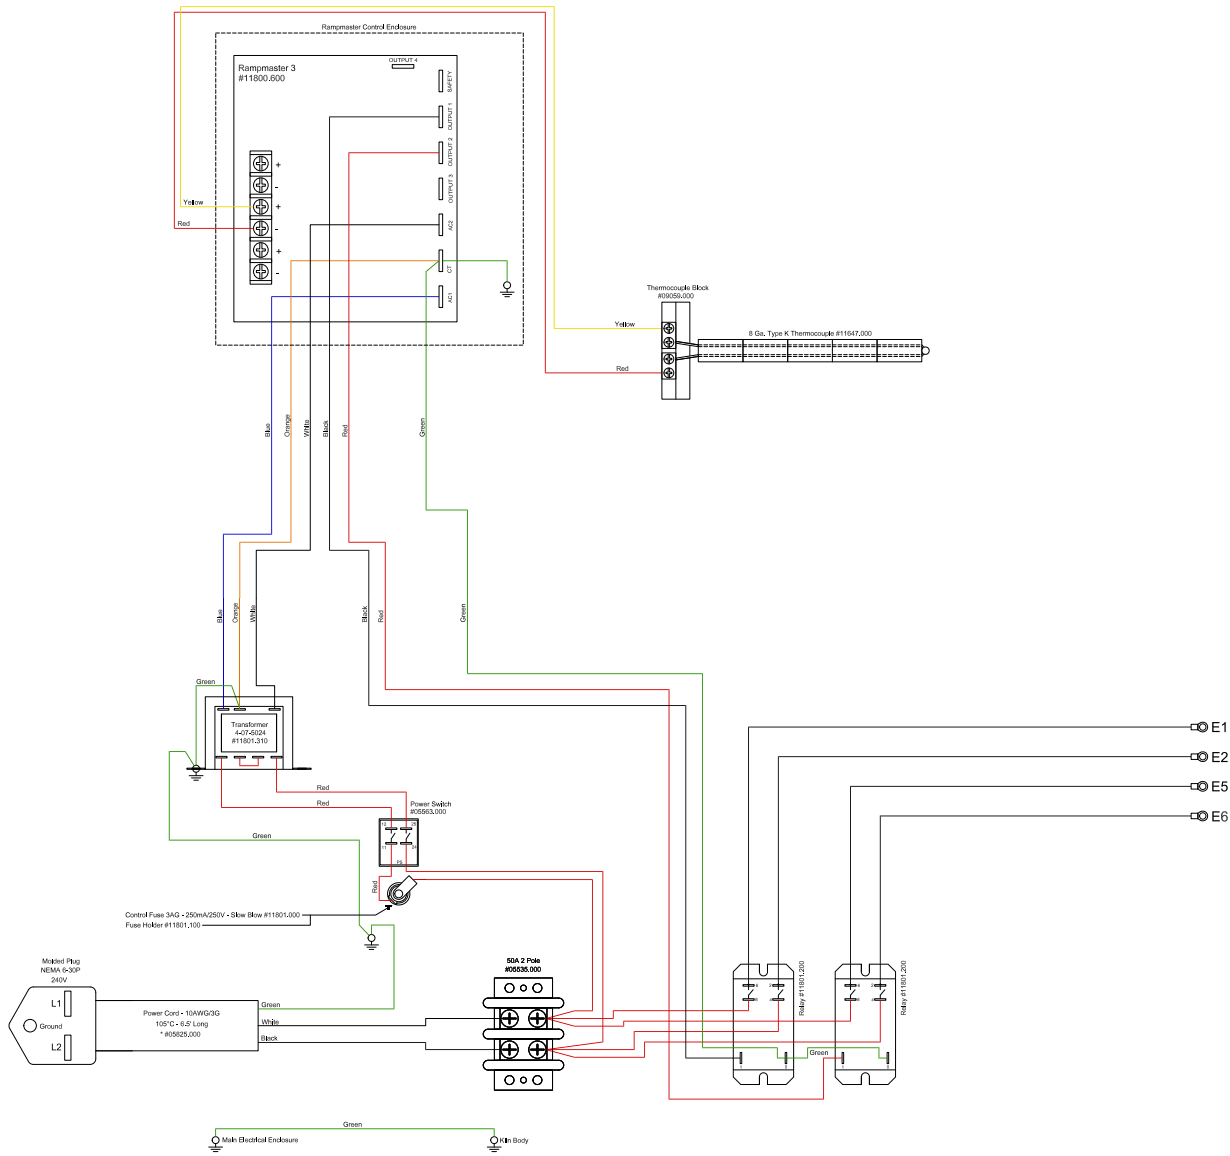 Rampmaster Control Enclosure
Rampmaster 3
#11800.600
OUTPUT 4
SAFETY
OUTPUT 1
OUTPUT 2
OUTPUT 3
AC2
CT
AC1
+
-
+
-
+
-
Yellow
Red
Thermocouple Block
#09059.000
Yellow
8 Ga. Type K Thermocouple #11647.000
Red
Blue
Orange
White
Black
Red
Green
Blue
Orange
White
Black
Red
Green
Green
Transformer
4-07-5024
#11801.310
Red
Red
Power Switch
#05563.000
Green
Red
Control Fuse 3AG - 250mA/250V - Slow Blow #11801.000
Fuse Holder #11801.100
E1
E2
E5
E6
Molded Plug
NEMA 6-30P
240V
L1
Ground
L2
Power Cord - 10AWG/3G
105°C - 6.5' Long
* #05825.000
Green
White
Black
50A 2 Pole
#05535.000
Relay #11801.200
Relay #11801.200
Green
Green
Main Electrical Enclosure
Kiln Body